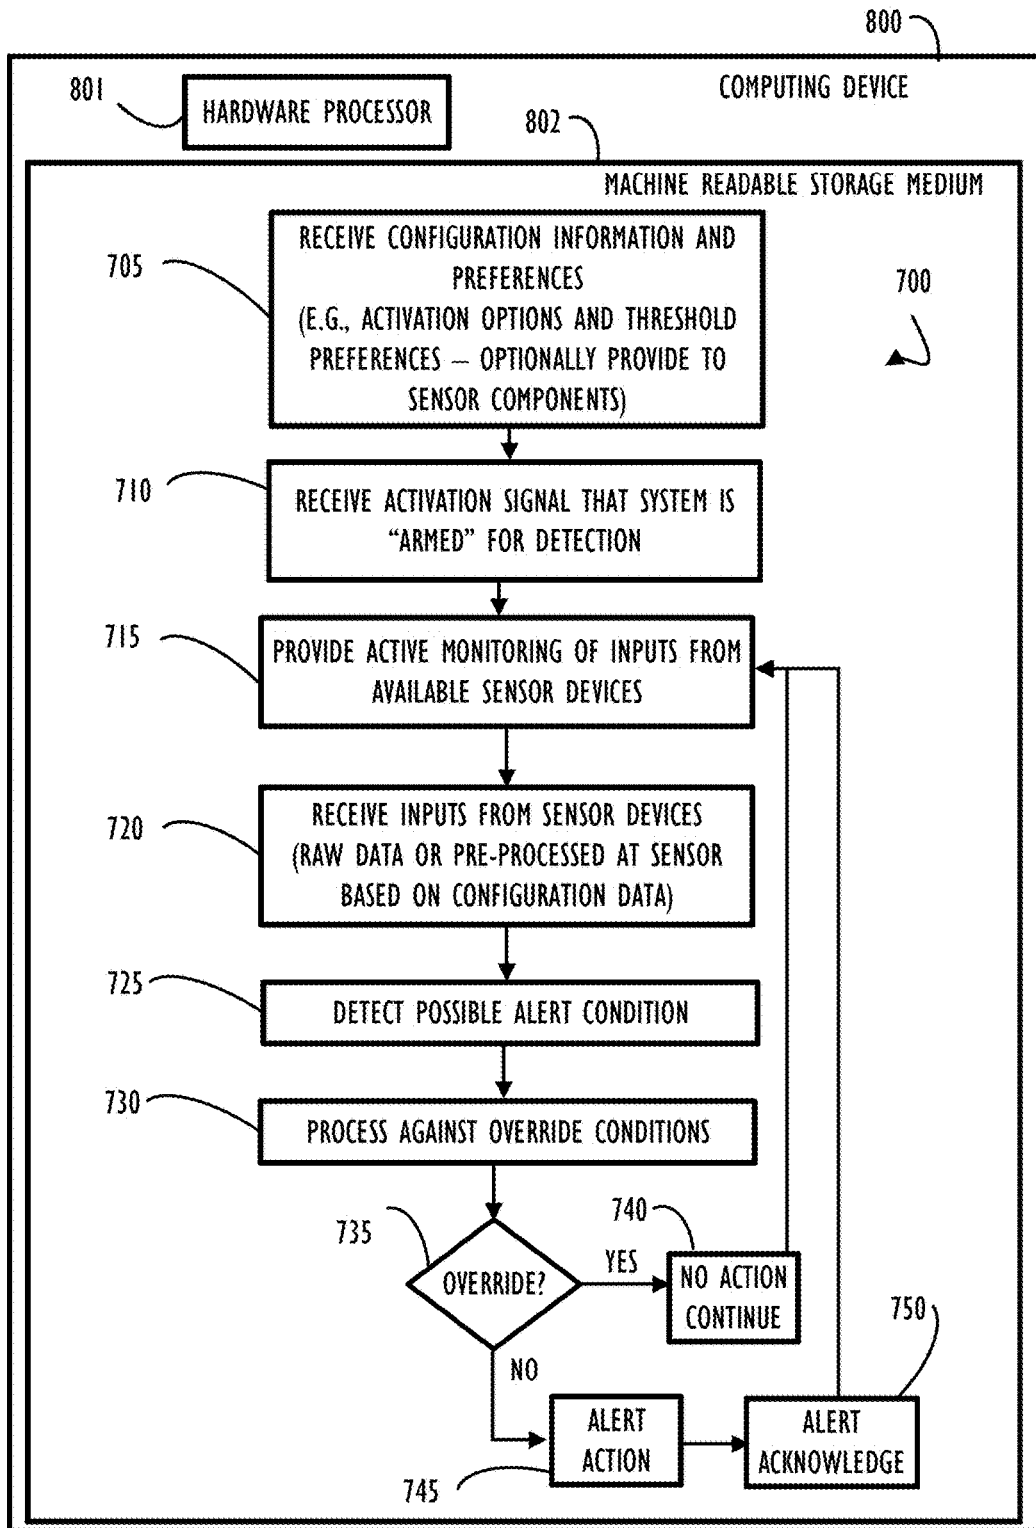 800
801
HARDWARE PROCESSOR
COMPUTING DEVICE
802
MACHINE READABLE STORAGE MEDIUM
705
RECEIVE CONFIGURATION INFORMATION AND
PREFERENCES
(E.G., ACTIVATION OPTIONS AND THRESHOLD
PREFERENCES – OPTIONALLY PROVIDE TO
SENSOR COMPONENTS)
700
710
RECEIVE ACTIVATION SIGNAL THAT SYSTEM IS
“ARMED” FOR DETECTION
715
PROVIDE ACTIVE MONITORING OF INPUTS FROM
AVAILABLE SENSOR DEVICES
720
RECEIVE INPUTS FROM SENSOR DEVICES
(RAW DATA OR PRE-PROCESSED AT SENSOR
BASED ON CONFIGURATION DATA)
725
DETECT POSSIBLE ALERT CONDITION
730
PROCESS AGAINST OVERRIDE CONDITIONS
735
OVERRIDE?
YES
740
NO ACTION
CONTINUE
NO
745
ALERT
ACTION
750
ALERT
ACKNOWLEDGE